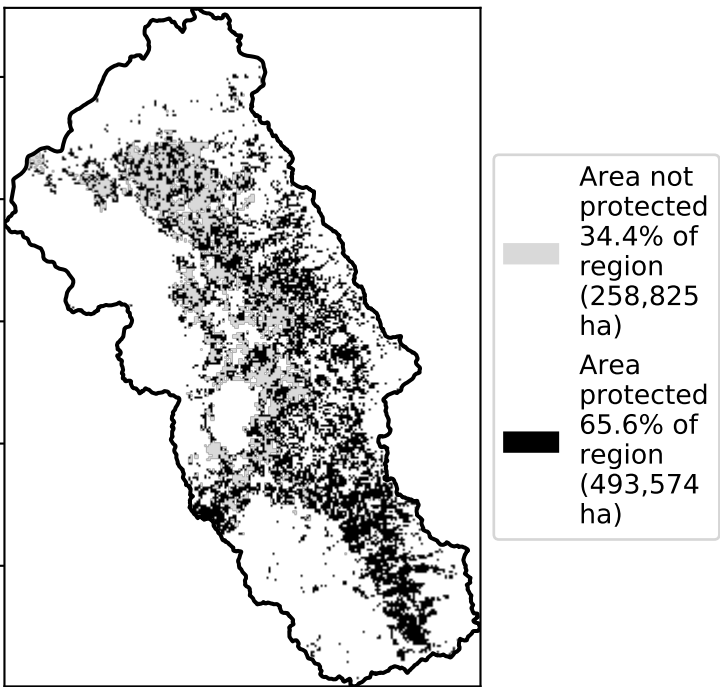 Area not
protected
34.4% of
region
(258,825
ha)
Area
protected
65.6% of
region
(493,574
ha)